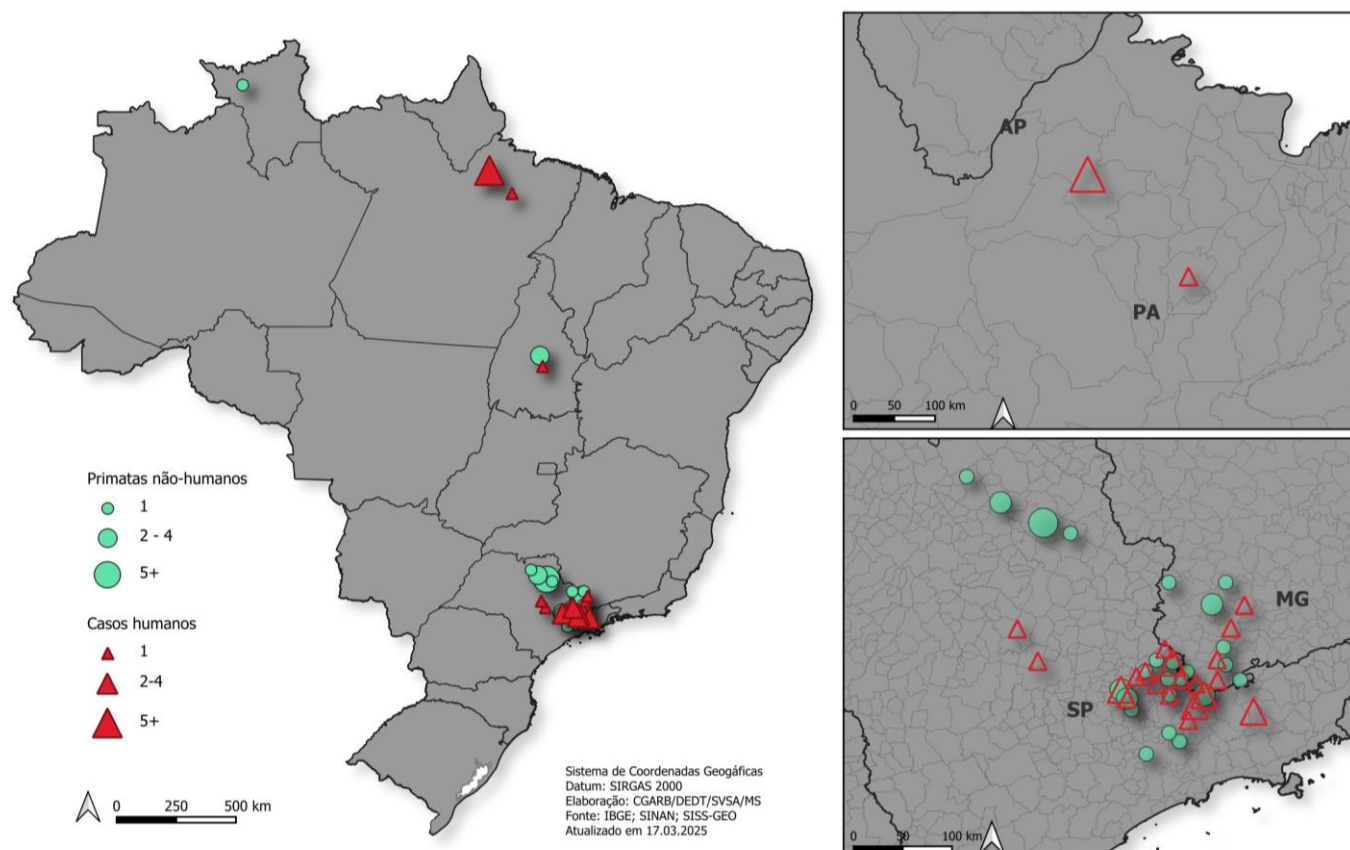 Primatas não-humanos
1
2 - 4
5+
Casos humanos
1
2-4
5+
0 250 500 km
Sistema de Coordenadas Geogáficas
Datum: SIRGAS 2000
Elaboração: CGARB/DEDT/SVSA/MS
Fonte: IBGE; SINAN; SISS-GEO
Atualizado em 17.03.2025
AP
PA
0 50 100 km
MG
SP
0 50 100 km